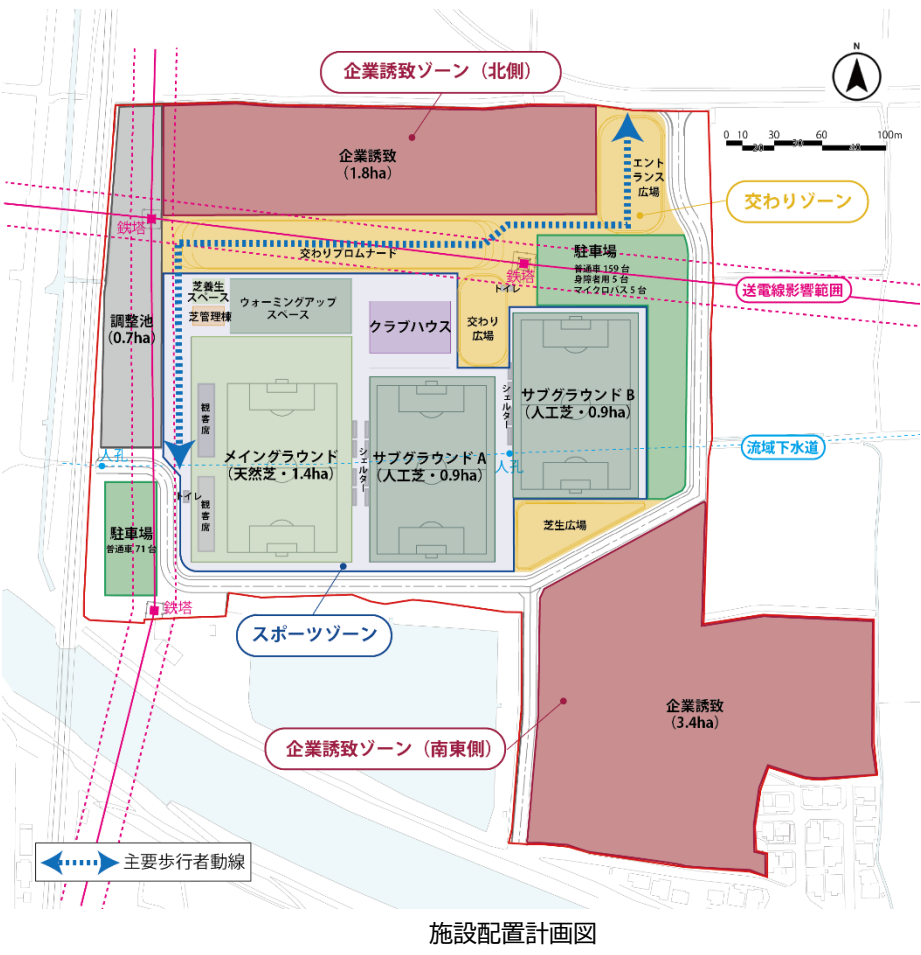 企業誘致ゾーン（北側）
N
0 10 30 60 100m
20 30 40
企業誘致
（1.8ha）
エント
ランス
広場
交わりゾーン
鉄塔
交わりプロムナード
駐車場
普通車 159 台
身障者用 5 台
マイクロバス 5 台
鉄塔
トイレ
送電線影響範囲
芝養生
スペース
芝管理棟
ウォーミングアップ
スペース
クラブハウス
交わり
広場
調整池
（0.7ha）
サブグラウンド B
（人工芝・0.9ha）
シェルター
観客席
メイングラウンド
（天然芝・1.4ha）
シェルター
サブグラウンド A
（人工芝・0.9ha）
流域下水道
人孔
人孔
トイレ
観客席
駐車場
普通車 71 台
芝生広場
鉄塔
スポーツゾーン
企業誘致
（3.4ha）
企業誘致ゾーン（南東側）
主要歩行者動線
施設配置計画図